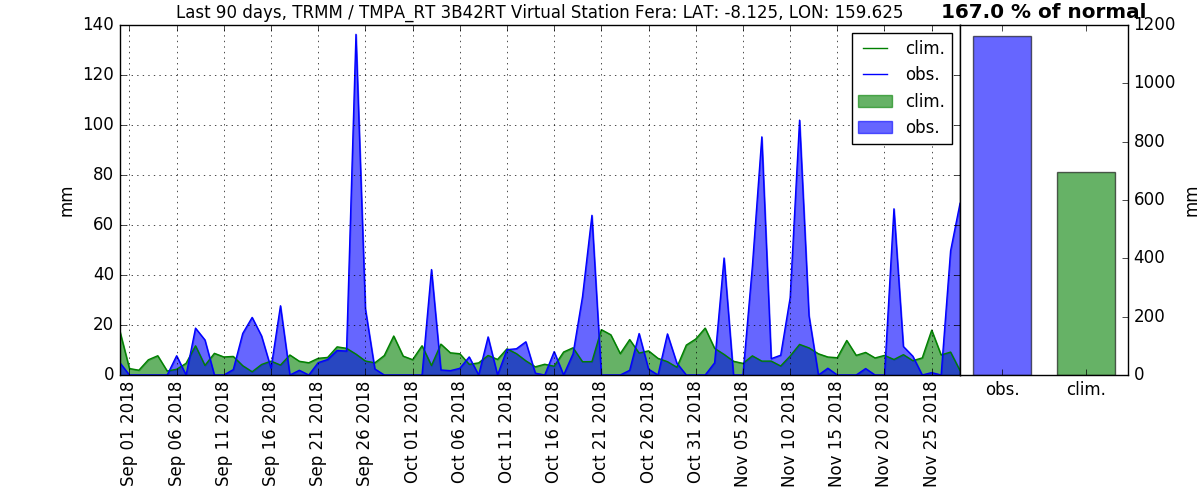 Last 90 days, TRMM / TMPA_RT 3B42RT Virtual Station Fera: LAT: -8.125, LON: 159.625
167.0 % of normal
140
120
100
80
60
40
20
0
mm
clim.
obs.
clim.
obs.
Sep 01 2018
Sep 06 2018
Sep 11 2018
Sep 16 2018
Sep 21 2018
Sep 26 2018
Oct 01 2018
Oct 06 2018
Oct 11 2018
Oct 16 2018
Oct 21 2018
Oct 26 2018
Oct 31 2018
Nov 05 2018
Nov 10 2018
Nov 15 2018
Nov 20 2018
Nov 25 2018
1200
1000
800
600
400
200
0
mm
obs.
clim.